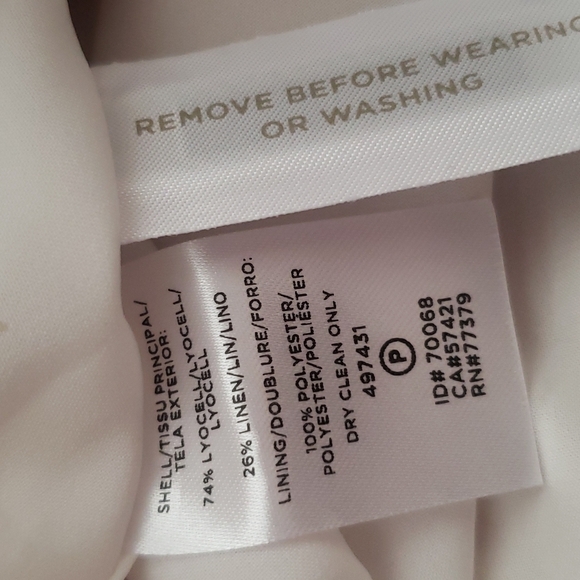 REMOVE BEFORE WEARING
OR WASHING
SHELL/TISSU PRINCIPAL/
TELA EXTERIOR:
74% LYOCELL/LYOCELL/
LYOCELL
26% LINEN/LIN/LINO
LINING/DOUBLURE/FORRO:
100% POLYESTER/
POLYESTER/POLIÉSTER
DRY CLEAN ONLY
497431
P
ID# 70068
CA#57421
RN#77379